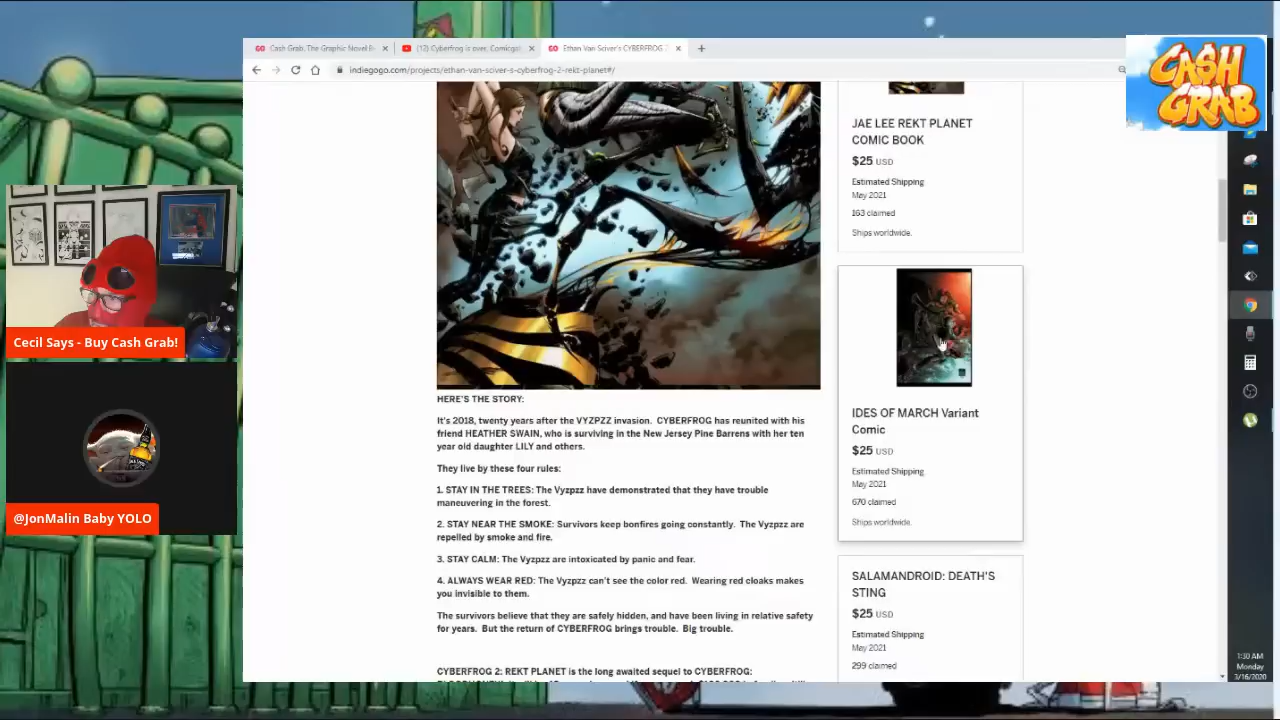 Cash Grab. The Graphic Novel
(12) Cyberfrog is over. Comicga
Ethan Van Sciver's CYBERFROG
indiegogo.com/projects/ethan-van-sciver-s-cyberfrog-2-rekt-planet#/
CA$H
GRAB
JAE LEE REKT PLANET
COMIC BOOK
$25 USD
Estimated Shipping
May 2021
163 claimed
Ships worldwide.
Cecil Says - Buy Cash Grab!
@JonMalin Baby YOLO
HERE'S THE STORY:
It's 2018, twenty years after the VYZPZZ invasion. CYBERFROG has reunited with his
friend HEATHER SWAIN, who is surviving in the New Jersey Pine Barrens with her ten
year old daughter LILY and others.
They live by these four rules:
1. STAY IN THE TREES: The Vyzpzz have demonstrated that they have trouble
maneuvering in the forest.
2. STAY NEAR THE SMOKE: Survivors keep bonfires going constantly. The Vyzpzz are
repelled by smoke and fire.
3. STAY CALM: The Vyzpzz are intoxicated by panic and fear.
4. ALWAYS WEAR RED: The Vyzpzz can't see the color red. Wearing red cloaks makes
you invisible to them.
The survivors believe that they are safely hidden, and have been living in relative safety
for years. But the return of CYBERFROG brings trouble. Big trouble.
CYBERFROG 2: REKT PLANET is the long awaited sequel to CYBERFROG:
IDES OF MARCH Variant
Comic
$25 USD
Estimated Shipping
May 2021
670 claimed
Ships worldwide.
SALAMANDROID: DEATH'S
STING
$25 USD
Estimated Shipping
May 2021
299 claimed
1:30 AM
Monday
3/16/2020